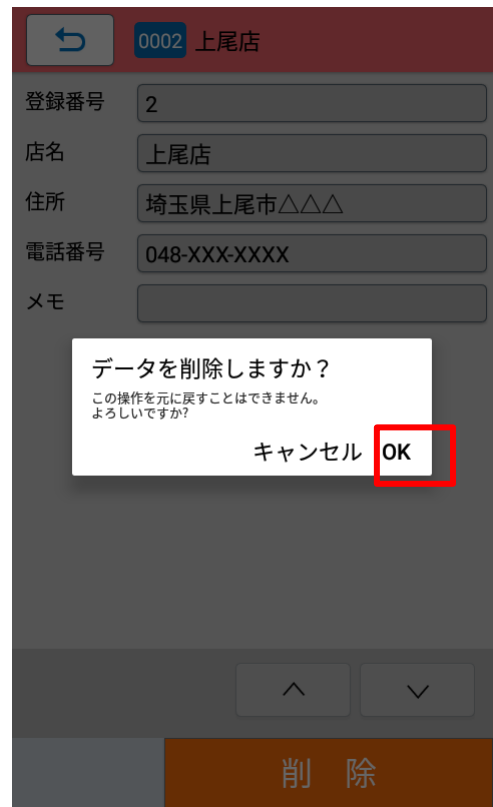 0002 上尾店
登録番号 2
店名 上尾店
住所 埼玉県上尾市△△△
電話番号 048-XXX-XXXX
メモ
データを削除しますか？
この操作を元に戻すことはできません。
よろしいですか?
キャンセル OK
削 除